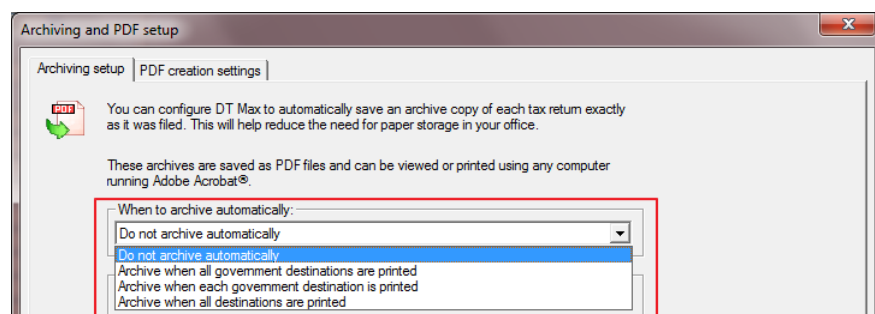 Archiving and PDF setup
X
Archiving setup
PDF creation settings
PDF
You can configure DT Max to automatically save an archive copy of each tax return exactly
as it was filed. This will help reduce the need for paper storage in your office.
These archives are saved as PDF files and can be viewed or printed using any computer
running Adobe Acrobat®.
When to archive automatically:
Do not archive automatically
Do not archive automatically
Archive when all government destinations are printed
Archive when each government destination is printed
Archive when all destinations are printed